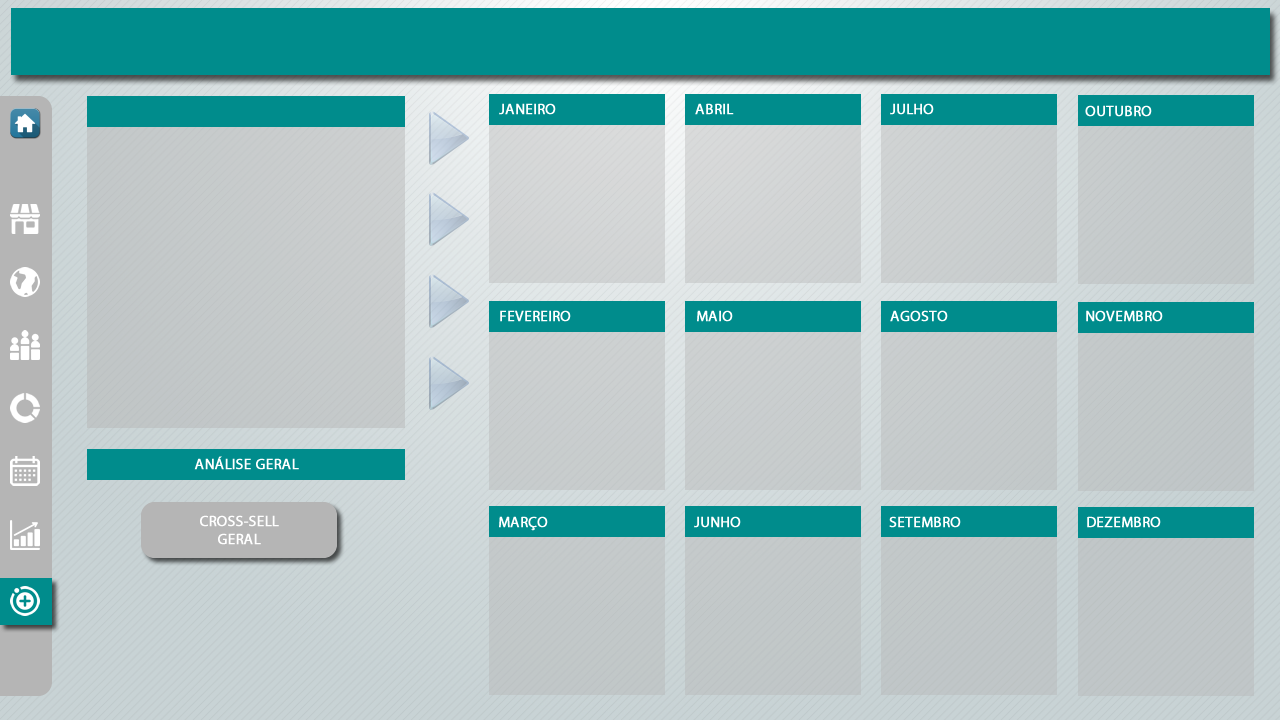 JANEIRO
ABRIL
JULHO
OUTUBRO
FEVEREIRO
MAIO
AGOSTO
NOVEMBRO
ANÁLISE GERAL
CROSS-SELL
GERAL
MARÇO
JUNHO
SETEMBRO
DEZEMBRO